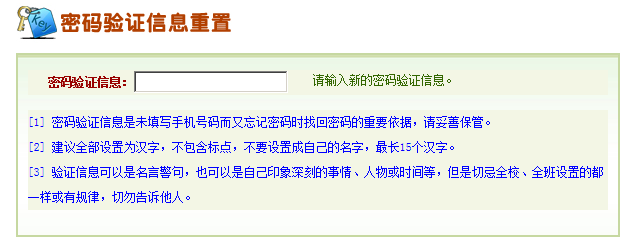 密码验证信息重置
密码验证信息： 请输入新的密码验证信息。
[1] 密码验证信息是未填写手机号码而又忘记密码时找回密码的重要依据，请妥善保管。
[2] 建议全部设置为汉字，不包含标点，不要设置成自己的名字，最长15个汉字。
[3] 验证信息可以是名言警句，也可以是自己印象深刻的事情、人物或时间等，但是切忌全校、全班设置的都
一样或有规律，切勿告诉他人。